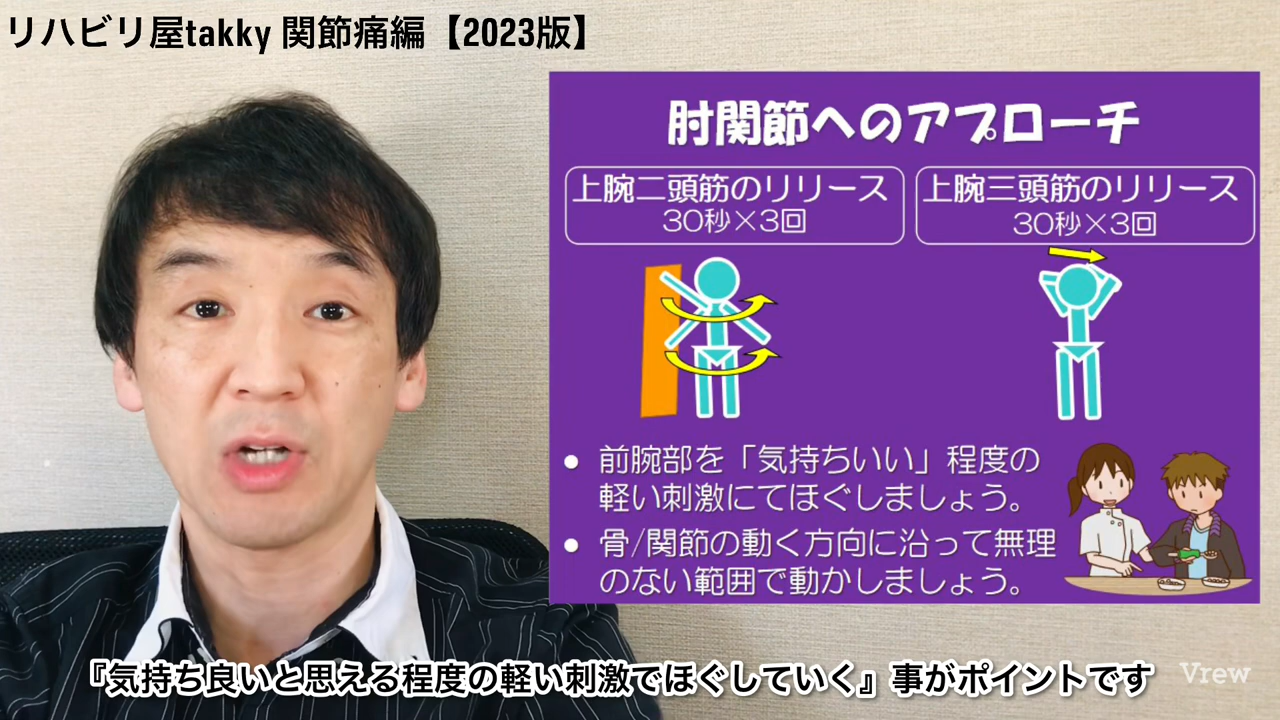 リハビリ屋takky 関節痛編【2023版】
肘関節へのアプローチ
上腕二頭筋のリリース
30秒×3回
上腕三頭筋のリリース
30秒×3回
● 前腕部を「気持ちいい」程度の
軽い刺激にてほぐしましょう。
● 骨/関節の動く方向に沿って無理
のない範囲で動かしましょう。
『気持ち良いと思える程度の軽い刺激でほぐしていく』事がポイントです
Vrew